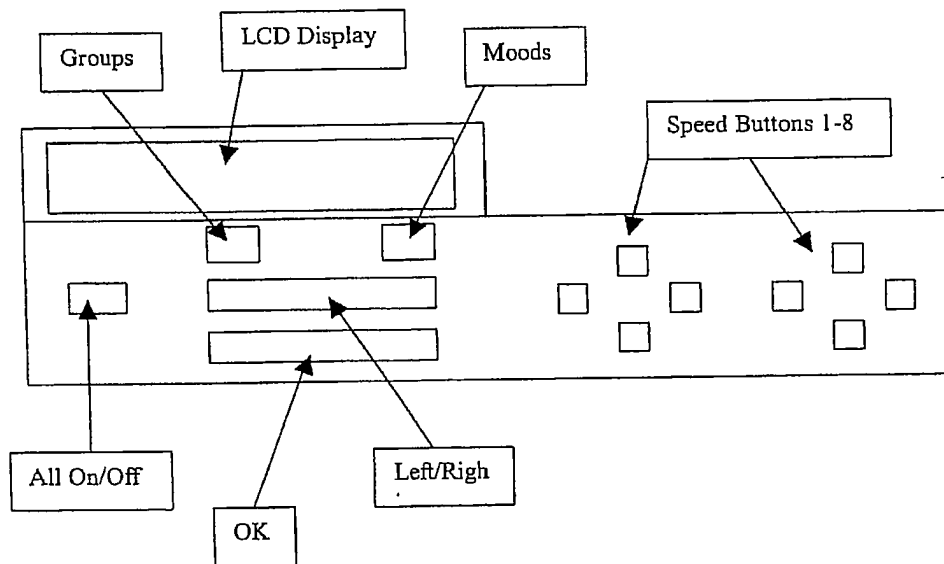 LCD Display
Groups
Moods
Speed Buttons 1-8
All On/Off
Left/Righ
OK